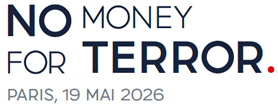 NO MONEY
FOR TERROR.
PARIS, 19 MAI 2026